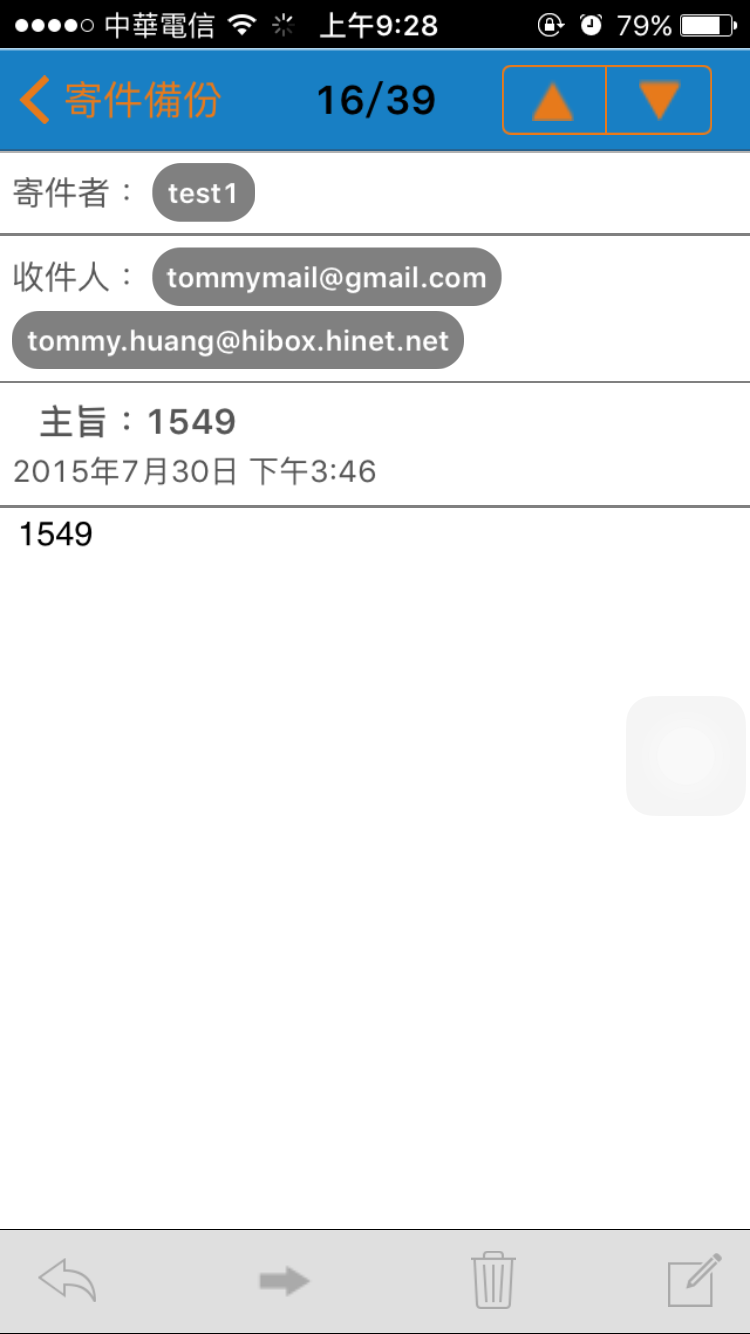 中華電信 上午9:28 79%
寄件備份 16/39
寄件者： test1
收件人： tommymail@gmail.com
tommy.huang@hibox.hinet.net
主旨：1549
2015年7月30日 下午3:46
1549